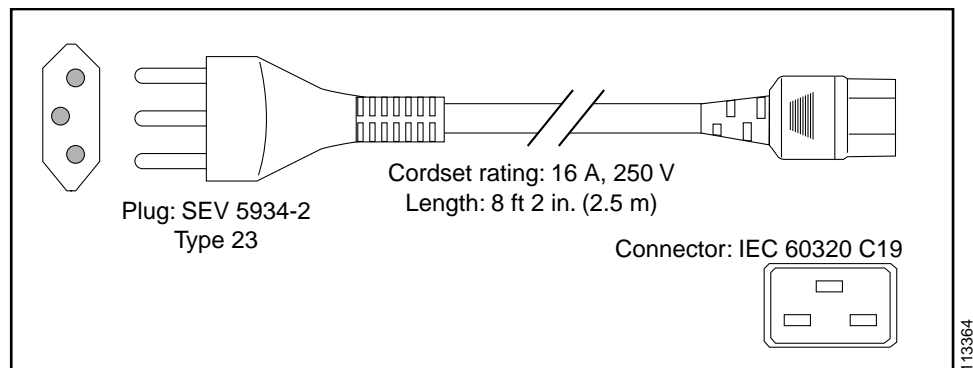 Cordset rating: 16 A, 250 V
Length: 8 ft 2 in. (2.5 m)
Plug: SEV 5934-2
Type 23
Connector: IEC 60320 C19
113364